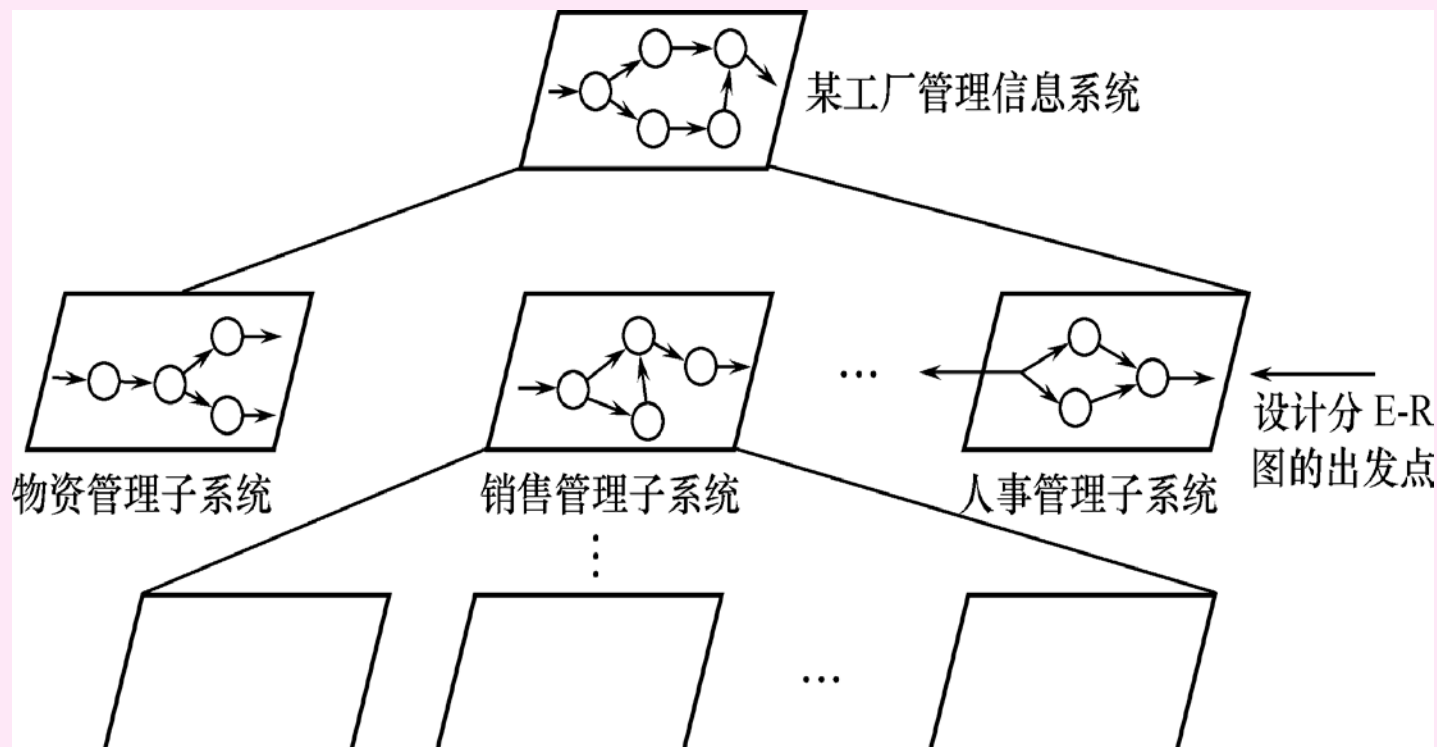 某工厂管理信息系统
…
设计分 E-R
图的出发点
物资管理子系统
销售管理子系统
人事管理子系统
⋮
…